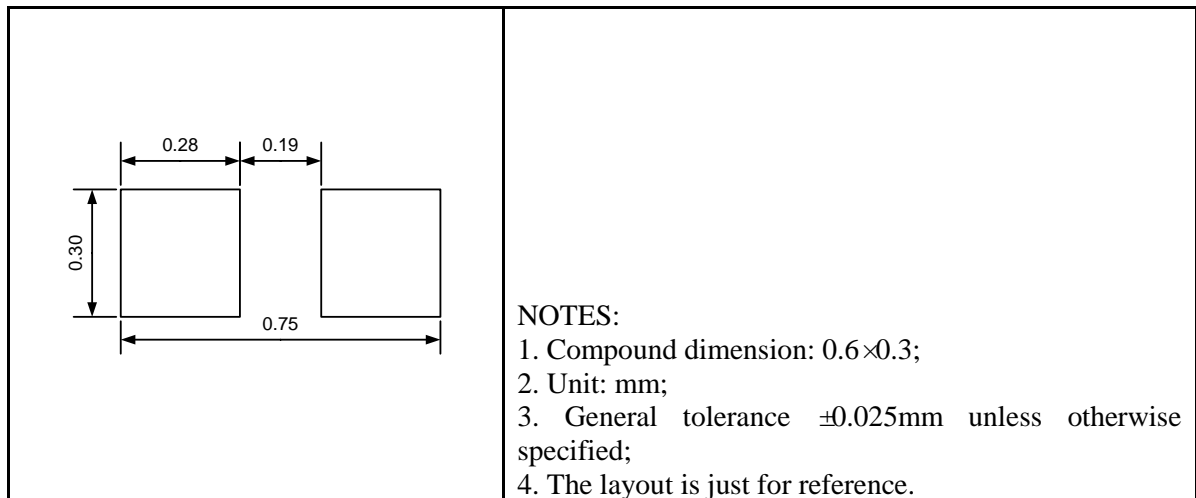 0.28
0.19
0.30
0.75
NOTES:
1. Compound dimension: 0.6×0.3;
2. Unit: mm;
3. General tolerance ±0.025mm unless otherwise
specified;
4. The layout is just for reference.